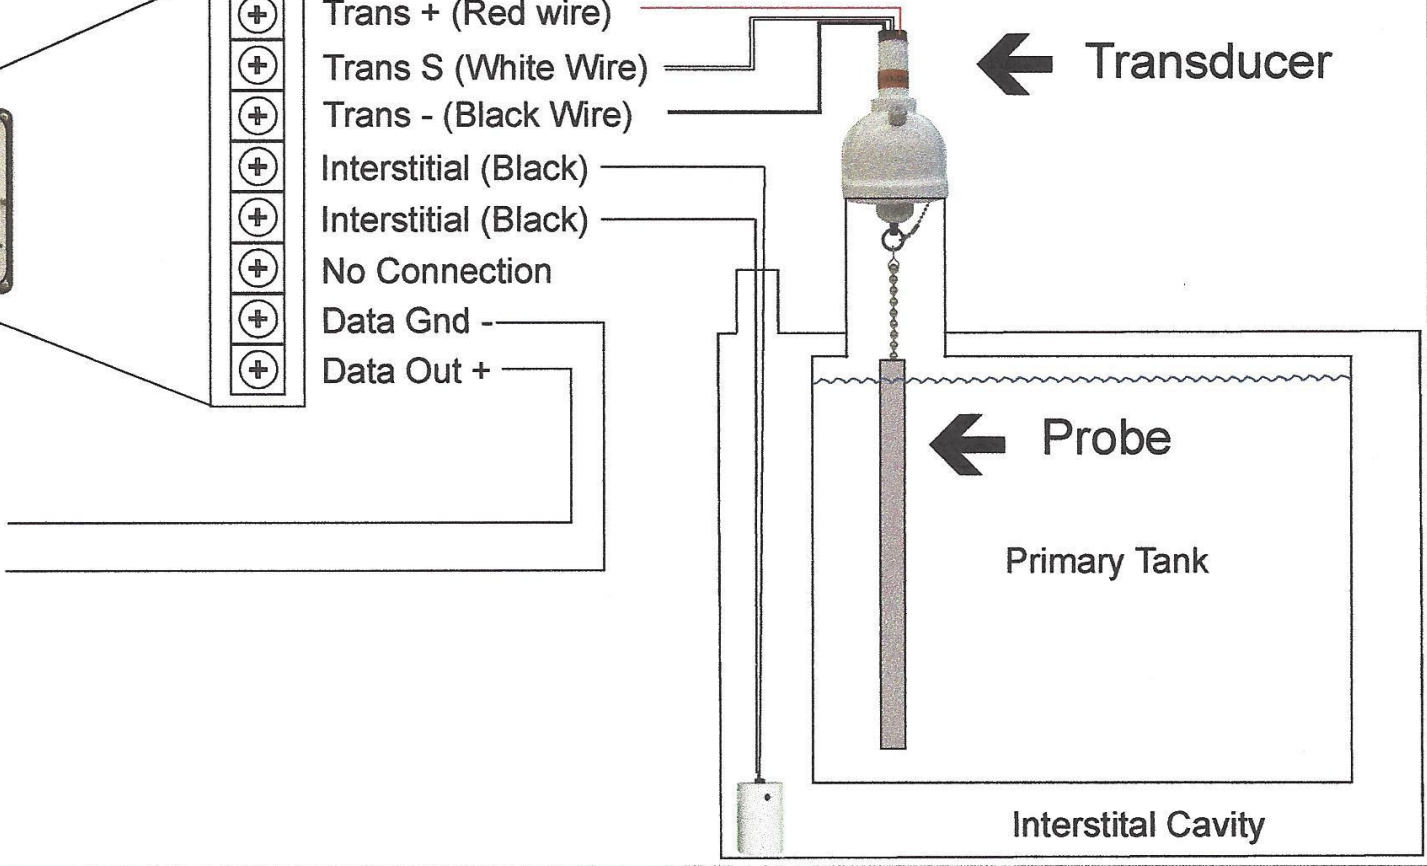 Trans + (Red wire)
Trans S (White Wire)
Trans - (Black Wire)
Interstitial (Black)
Interstitial (Black)
No Connection
Data Gnd -
Data Out +
Transducer
Probe
Primary Tank
Interstital Cavity